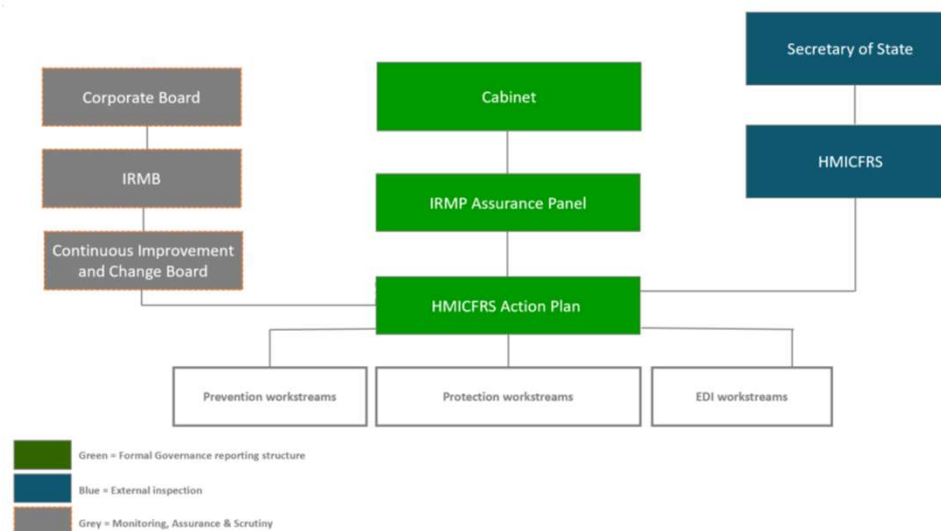 Secretary of State
Corporate Board
Cabinet
IRMB
HMICFRS
IRMP Assurance Panel
Continuous Improvement
and Change Board
HMICFRS Action Plan
Prevention workstreams
Protection workstreams
EDI workstreams
Green = Formal Governance reporting structure
Blue = External inspection
Grey = Monitoring, Assurance & Scrutiny